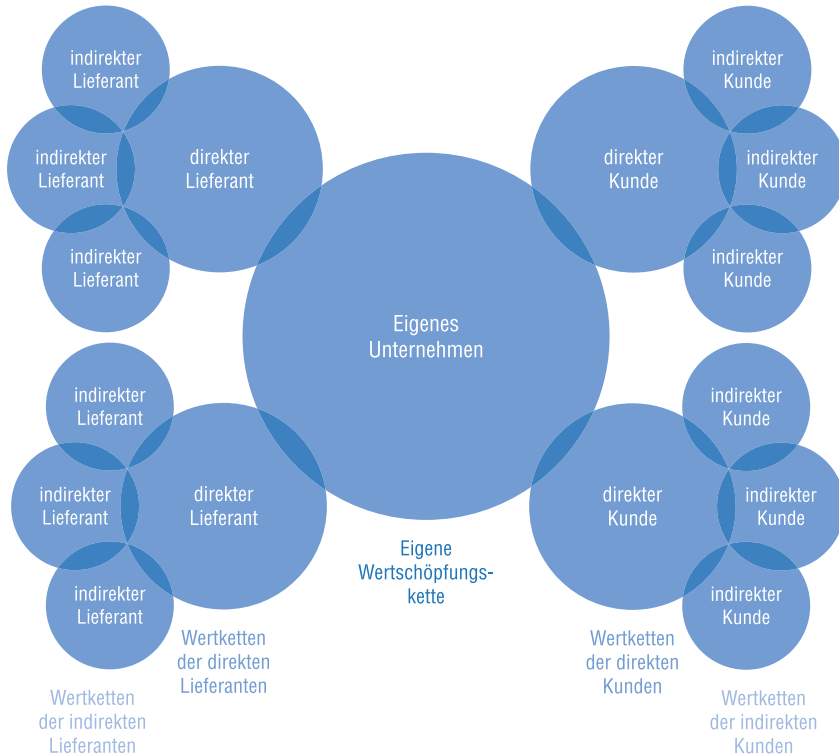 indirekter
Lieferant
indirekter
Lieferant
indirekter
Lieferant
direkter
Lieferant
Eigenes
Unternehmen
direkter
Kunde
indirekter
Kunde
indirekter
Kunde
indirekter
Kunde
indirekter
Lieferant
indirekter
Lieferant
indirekter
Lieferant
direkter
Lieferant
direkter
Kunde
indirekter
Kunde
indirekter
Kunde
indirekter
Kunde
Eigene
Wertschöpfungs-
kette
Wertketten
der direkten
Lieferanten
Wertketten
der direkten
Kunden
Wertketten
der indirekten
Lieferanten
Wertketten
der indirekten
Kunden